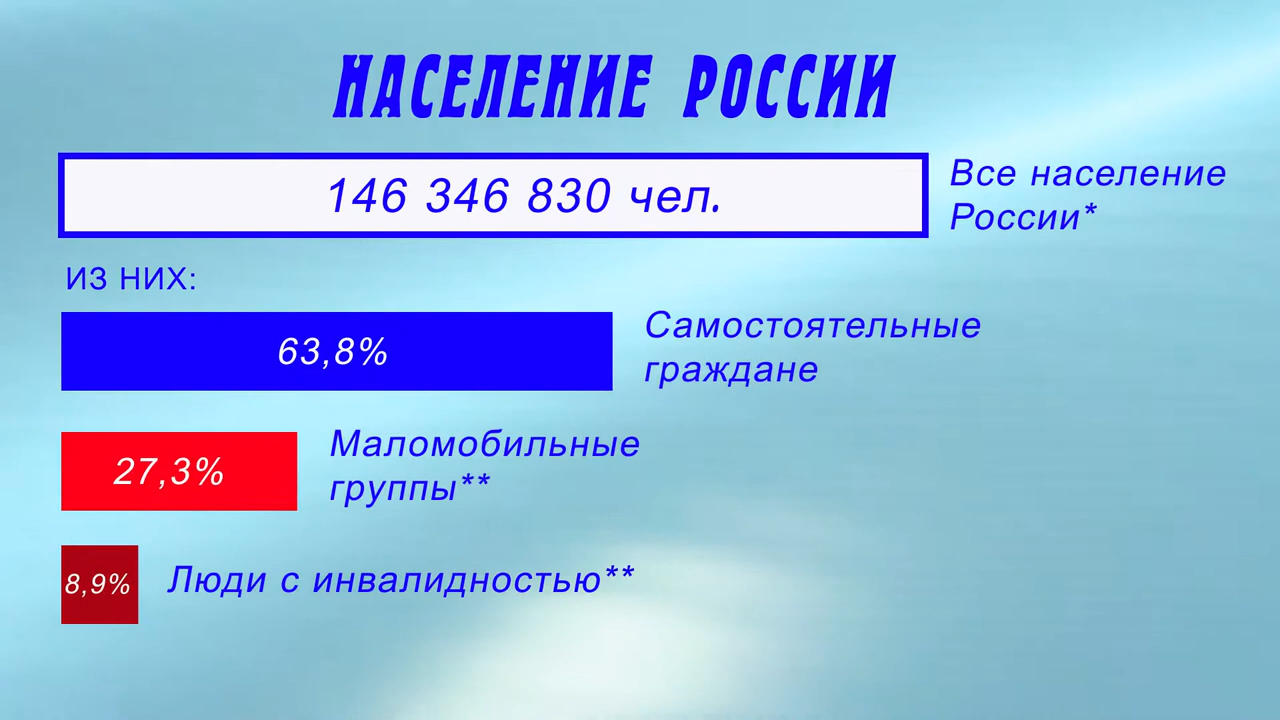 НАСЕЛЕНИЕ РОССИИ
146 346 830 чел.
Все население
России*
ИЗ НИХ:
63,8%
Самостоятельные
граждане
27,3%
Маломобильные
группы**
8,9%
Люди с инвалидностью**